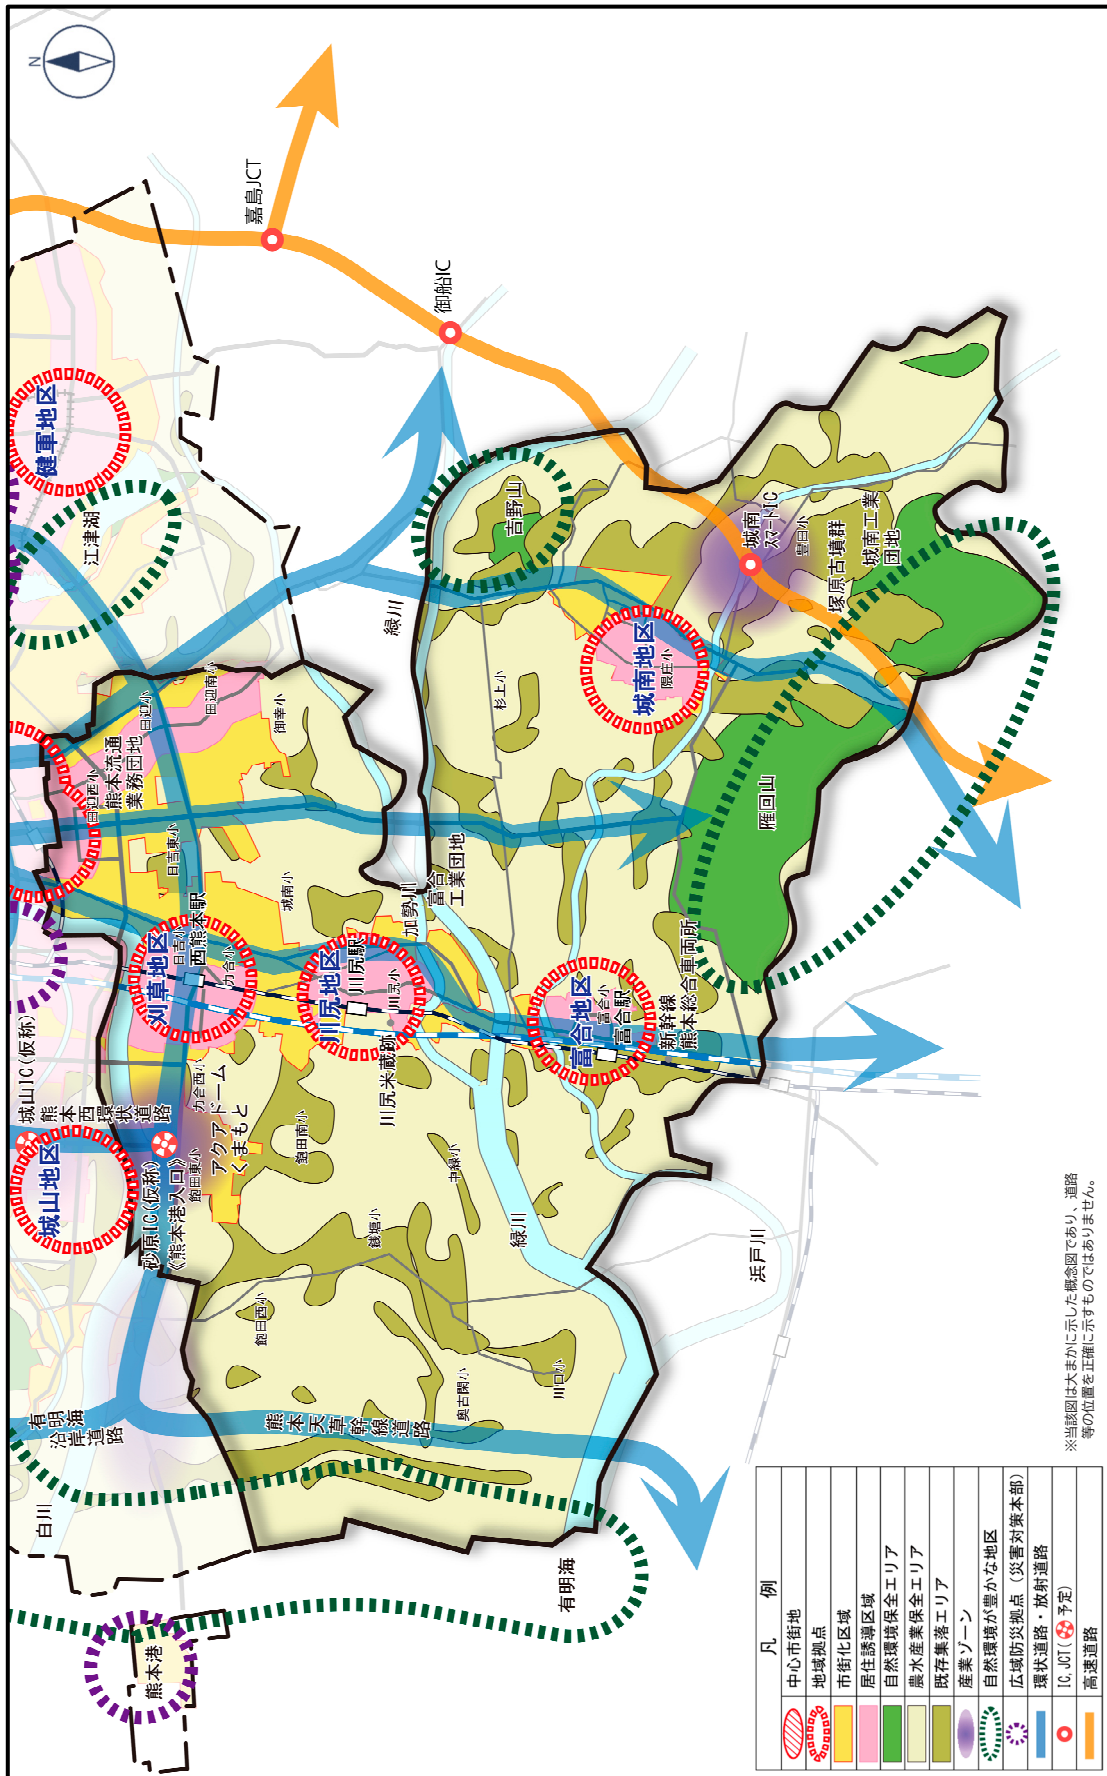 N
嘉島JCT
御船IC
健軍地区
江津湖
緑川
吉野山
城南
スマートIC
豊田小
塚原古墳群
城南工業
団地
城南地区
隈庄小
杉上小
雁回山
田迎小
田迎南小
御幸小
田迎西小
熊本流通
業務団地
日吉東小
城南小
富合
工業団地
加勢川
刈草地区
日吉小
西熊本駅
力合小
川尻地区
川尻駅
川尻小
川尻米蔵跡
富合地区
富合小
富合駅
新幹線
熊本総合車両所
城山IC(仮称)
熊本西環状道路
城山地区
砂原IC(仮称)
《熊本港入口》
力合西小
飽田東小
アクアドーム
くまもと
飽田南小
中緑小
銭塘小
緑川
浜戸川
飽田西小
奥古閑小
川口小
有明海
沿岸道路
熊本天草幹線道路
白川
有明海
熊本港
凡例
中心市街地
地域拠点
市街化区域
居住誘導区域
自然環境保全エリア
農水産業保全エリア
既存集落エリア
産業ゾーン
自然環境が豊かな地区
広域防災拠点（災害対策本部）
環状道路・放射道路
IC、JCT(予定)
高速道路
※当該図は大まかに示した概念図であり、道路
等の位置を正確に示すものではありません。